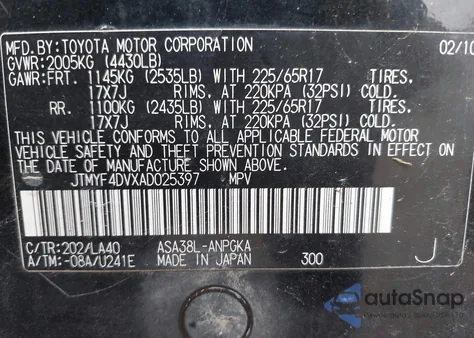 MFD.BY:TOYOTA MOTOR CORPORATION 02/10
GVWR:2005KG (4430LB)
GAWR:FRT. 1145KG (2535LB) WITH 225/65R17 TIRES.
17X7J RIMS, AT 220KPA (32PSI) COLD.
RR. 1100KG (2435LB) WITH 225/65R17 TIRES.
17X7J RIMS, AT 220KPA (32PSI) COLD.
THIS VEHICLE CONFORMS TO ALL APPLICABLE FEDERAL MOTOR
VEHICLE SAFETY AND THEFT PREVENTION STANDARDS IN EFFECT ON
THE DATE OF MANUFACTURE SHOWN ABOVE.
JTMYF4DVXAD025397 MPV
C/TR:202/LA40 ASA38L-ANPGKA
A/TM:-08A/U241E MADE IN JAPAN 300 J
autoSnap